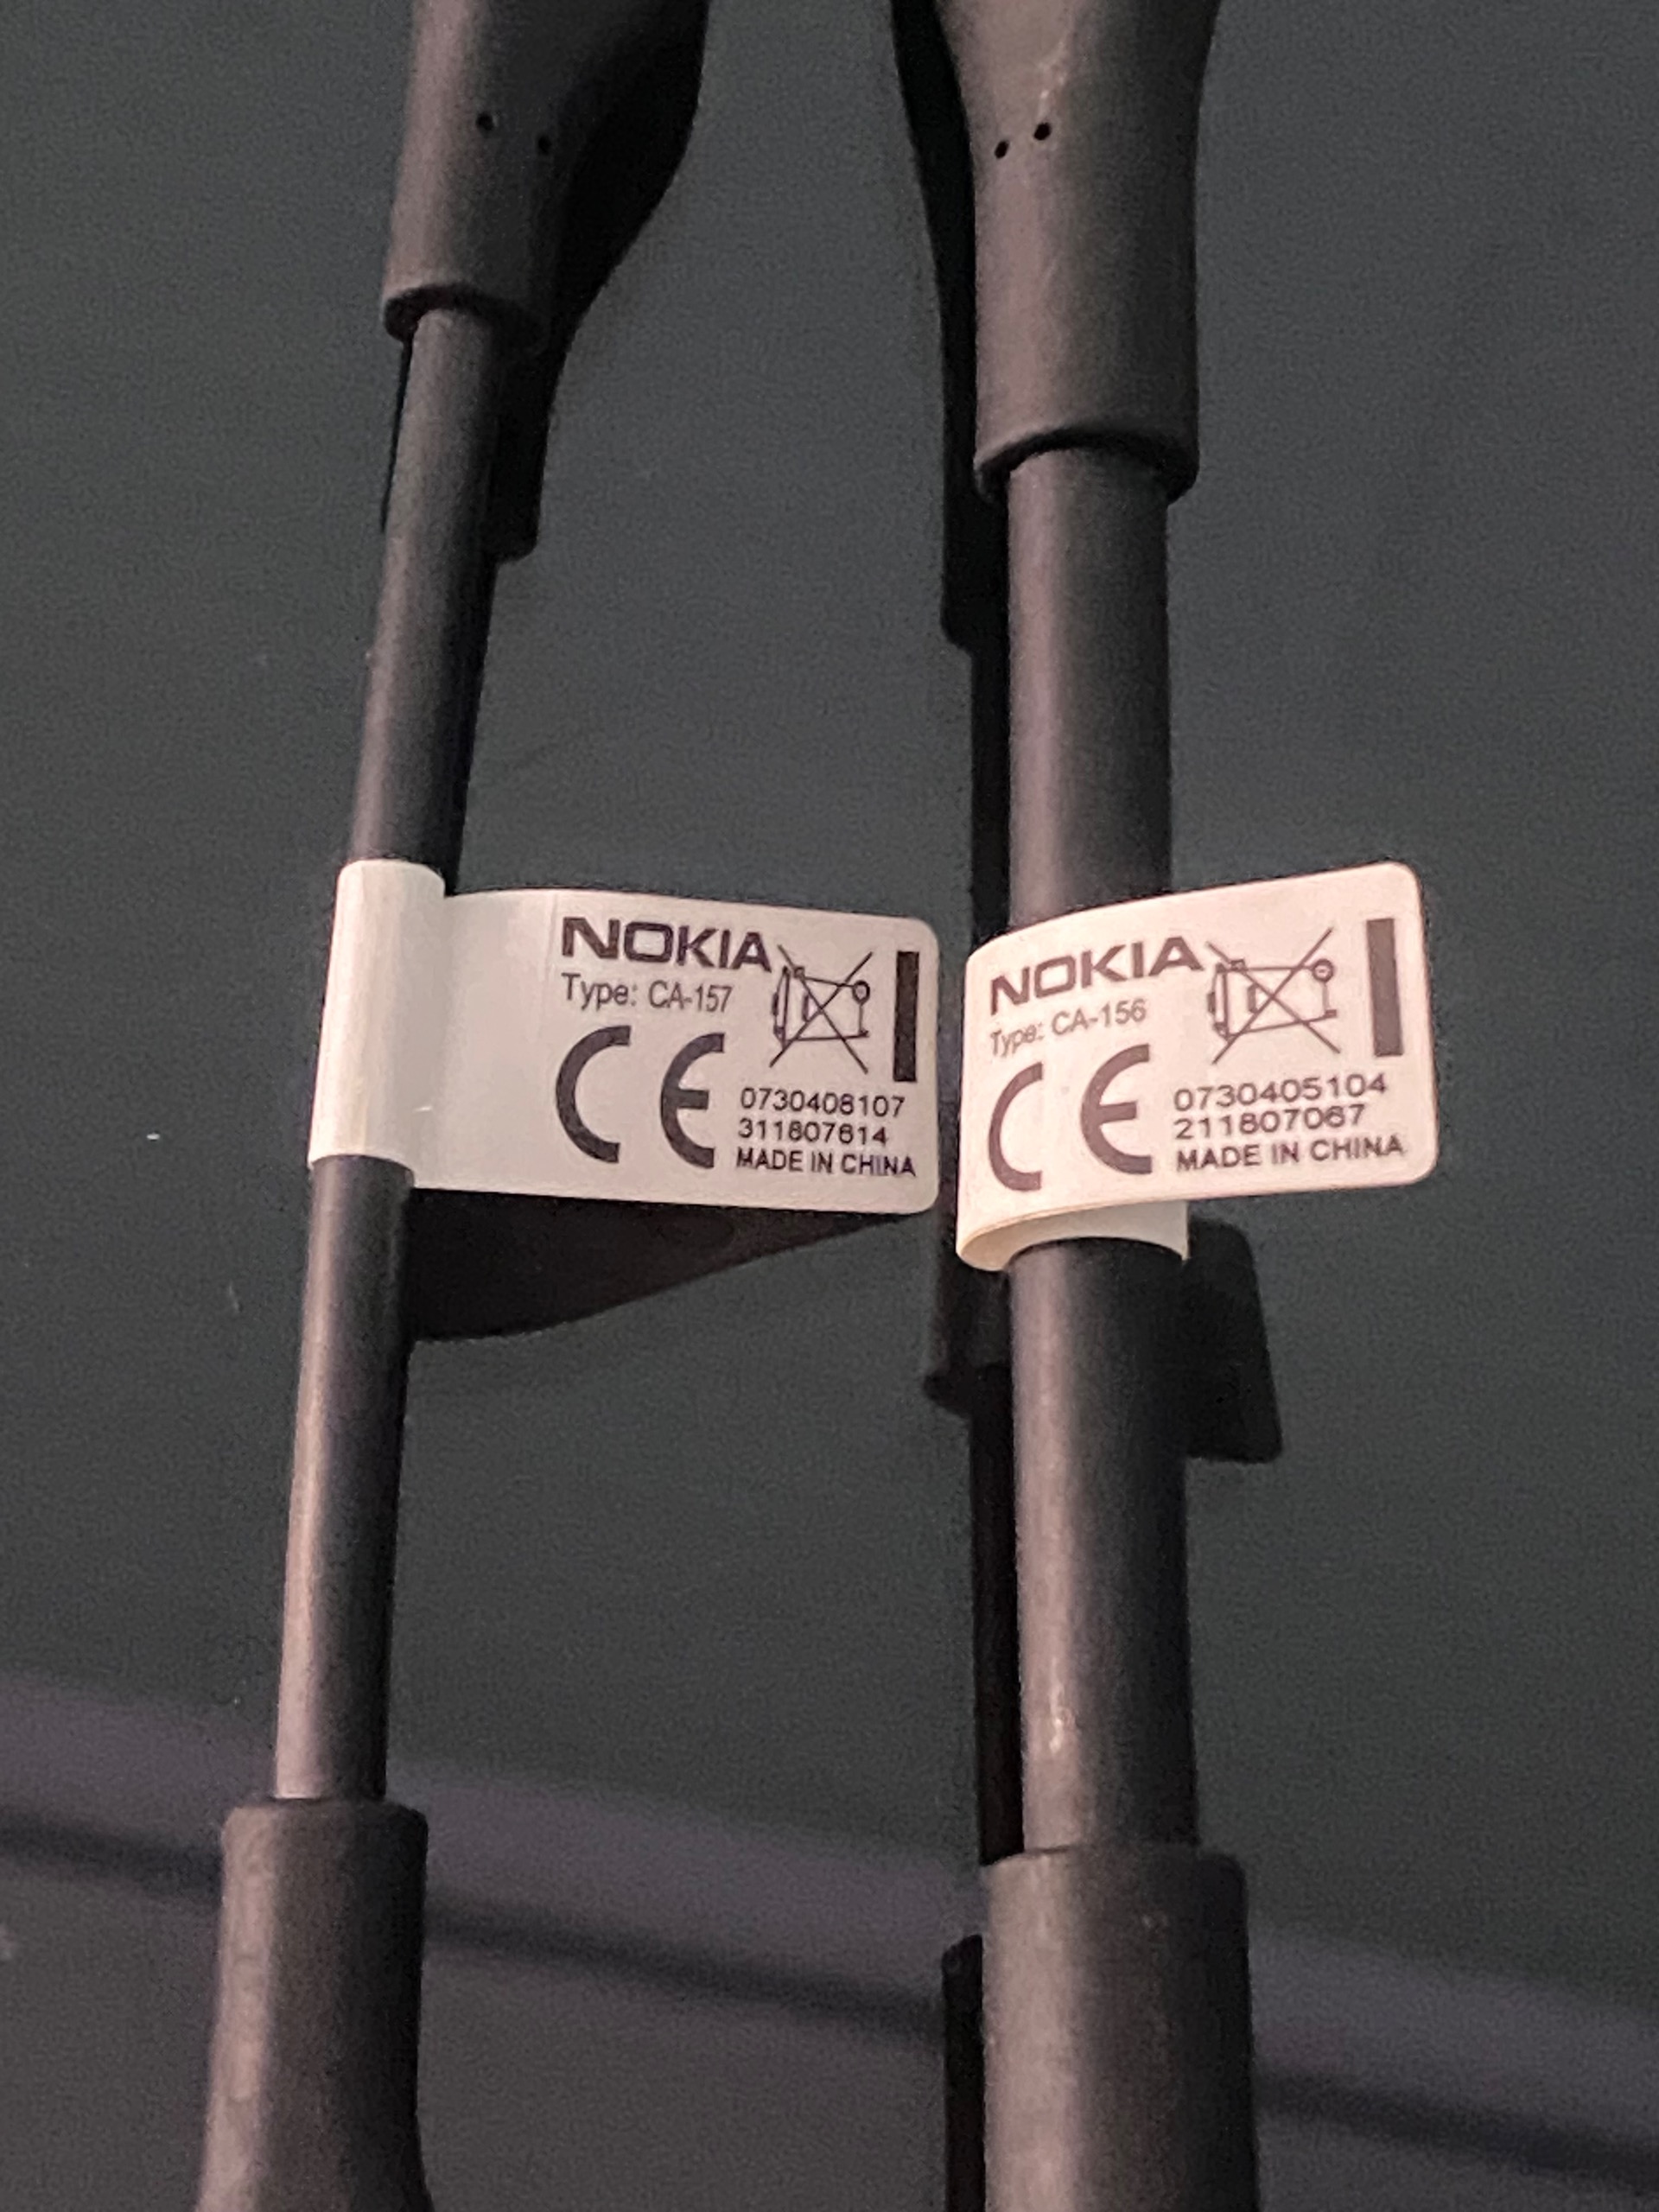 NOKIA
Type: CA-157
CE
0730408107
311807614
MADE IN CHINA
NOKIA
Type: CA-156
CE
0730405104
211807067
MADE IN CHINA